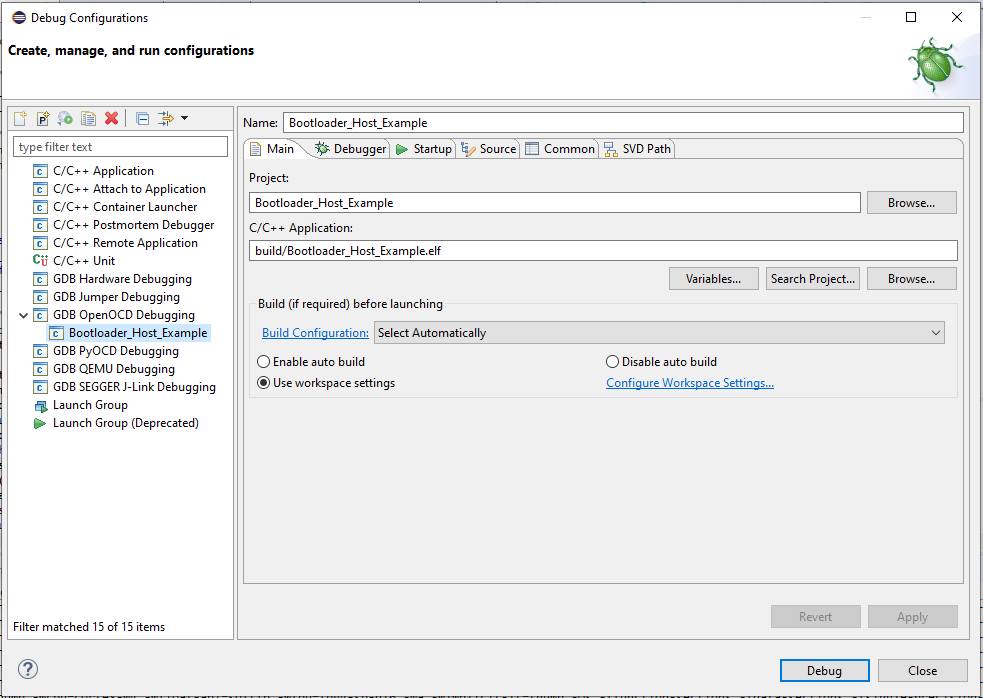 Debug Configurations
Create, manage, and run configurations
type filter text
C/C++ Application
C/C++ Attach to Application
C/C++ Container Launcher
C/C++ Postmortem Debugger
C/C++ Remote Application
C/C++ Unit
GDB Hardware Debugging
GDB Jumper Debugging
GDB OpenOCD Debugging
Bootloader_Host_Example
GDB PyOCD Debugging
GDB QEMU Debugging
GDB SEGGER J-Link Debugging
Launch Group
Launch Group (Deprecated)
Filter matched 15 of 15 items
Name: Bootloader_Host_Example
Main Debugger Startup Source Common SVD Path
Project:
Bootloader_Host_Example Browse...
C/C++ Application:
build/Bootloader_Host_Example.elf
Variables... Search Project... Browse...
Build (if required) before launching
Build Configuration: Select Automatically
Enable auto build Disable auto build
Use workspace settings Configure Workspace Settings...
Revert Apply
? Debug Close